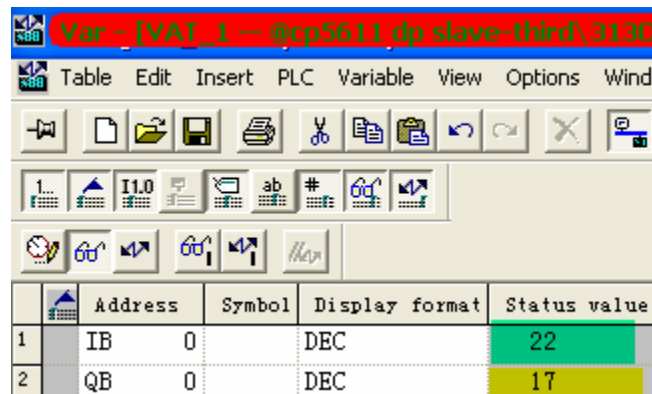 Var - [VAT_1 -- @cp5611 dp slave-third\313C
Table Edit Insert PLC Variable View Options Wind
Address Symbol Display format Status value
1 IB 0 DEC 22
2 QB 0 DEC 17